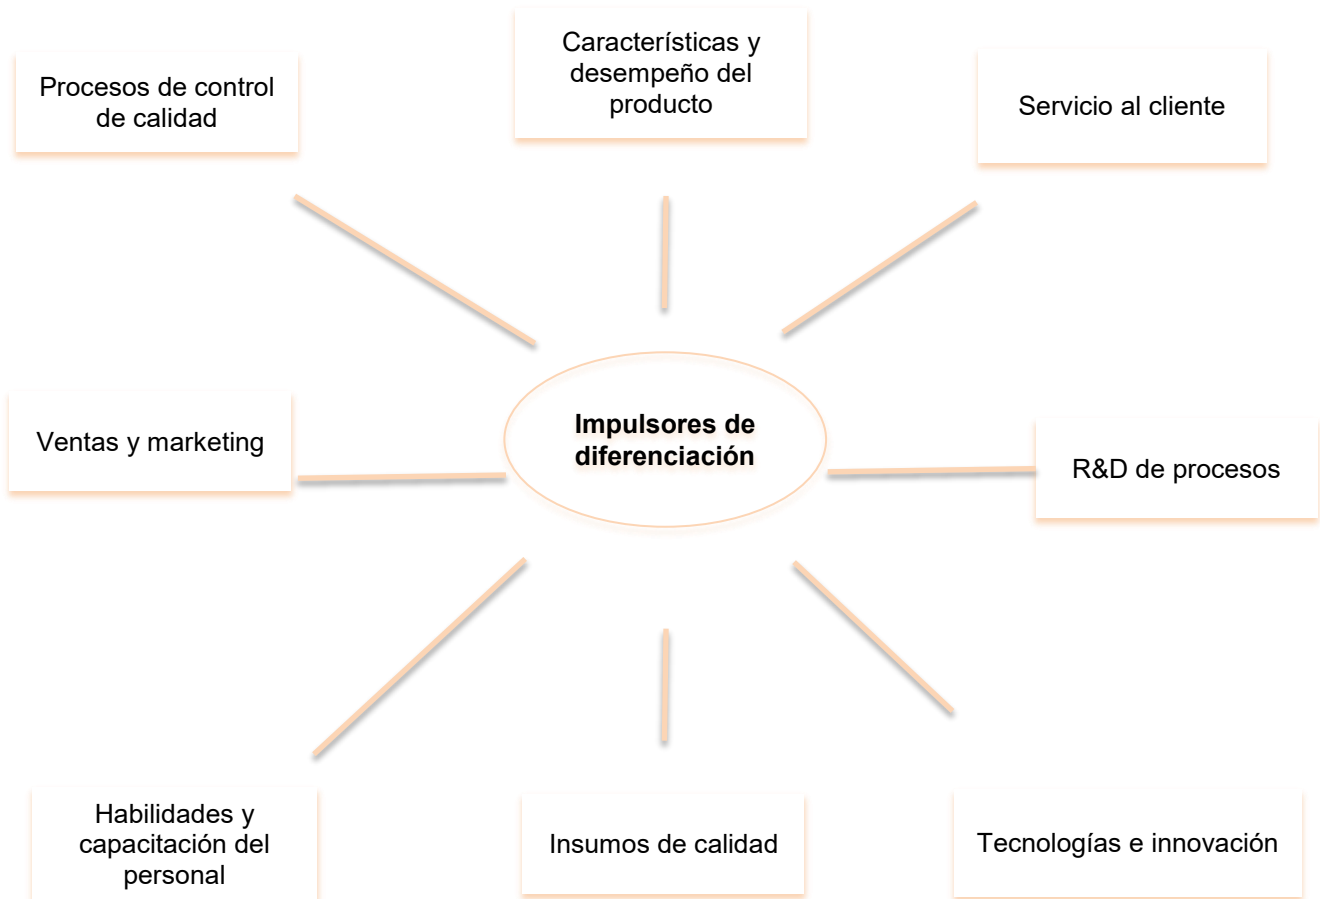 Características y
desempeño del
producto
Procesos de control
de calidad
Servicio al cliente
Impulsores de
diferenciación
Ventas y marketing
R&D de procesos
Habilidades y
capacitación del
personal
Insumos de calidad
Tecnologías e innovación